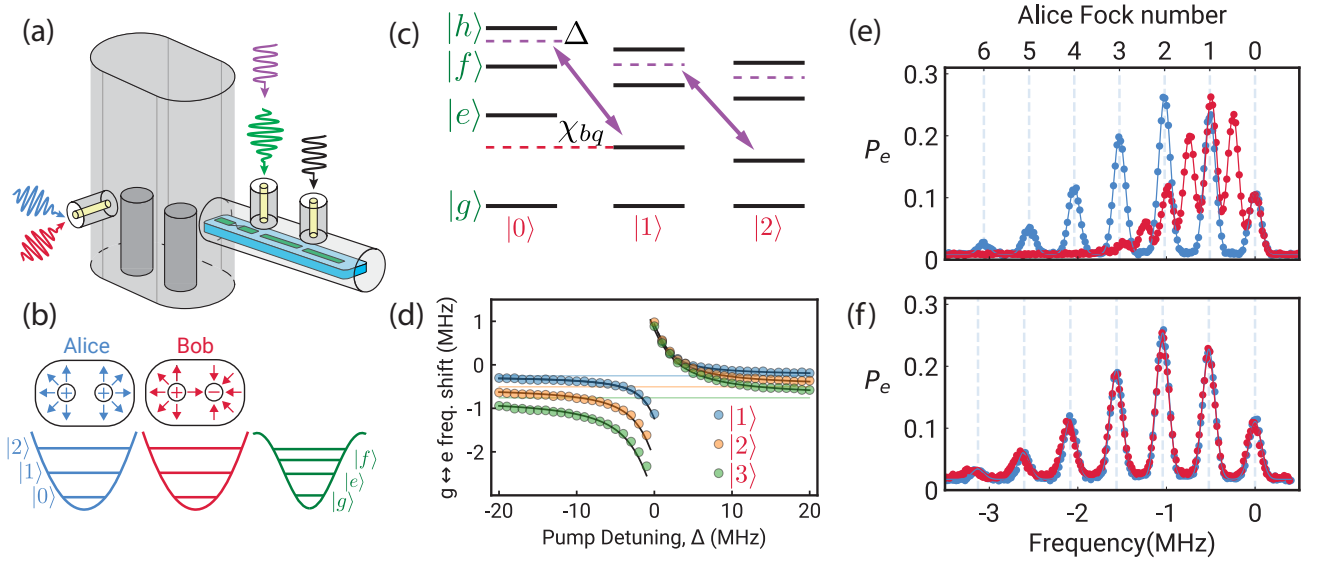 (a)
(b)
Alice
Bob
|2⟩
|1⟩
|0⟩
|f⟩
|e⟩
|g⟩
(c)
|h⟩
Δ
|f⟩
|e⟩
χbq
|g⟩
|0⟩
|1⟩
|2⟩
(d)
g↔e freq. shift (MHz)
1
0
-1
-2
|1⟩
|2⟩
|3⟩
-20
-10
0
10
20
Pump Detuning, Δ (MHz)
(e)
Alice Fock number
6 5 4 3 2 1 0
0.3
0.2
Pe
0.1
0
(f)
0.3
0.2
Pe
0.1
0
-3 -2 -1 0
Frequency(MHz)